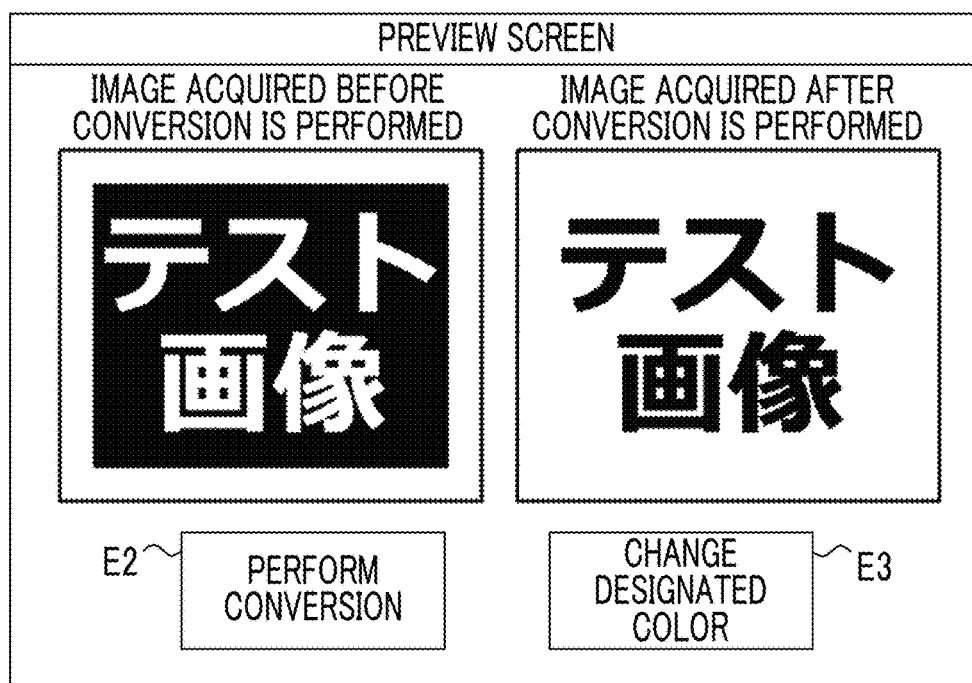 PREVIEW SCREEN
IMAGE ACQUIRED BEFORE
CONVERSION IS PERFORMED
テスト
画像
IMAGE ACQUIRED AFTER
CONVERSION IS PERFORMED
テスト
画像
E2
PERFORM
CONVERSION
CHANGE
DESIGNATED
COLOR
E3